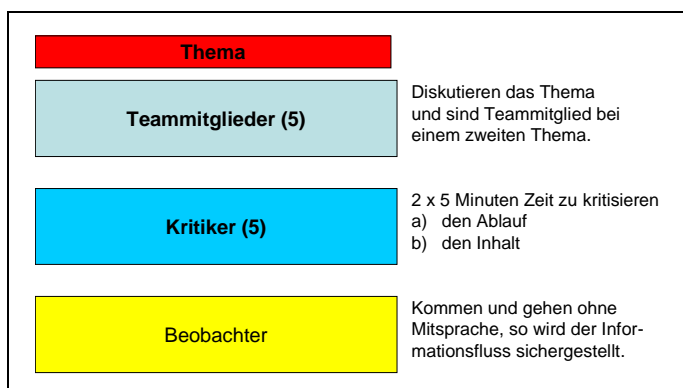 Thema
Teammitglieder (5)
Diskutieren das Thema
und sind Teammitglied bei
einem zweiten Thema.
Kritiker (5)
2 x 5 Minuten Zeit zu kritisieren
a) den Ablauf
b) den Inhalt
Beobachter
Kommen und gehen ohne
Mitsprache, so wird der Infor-
mationsfluss sichergestellt.